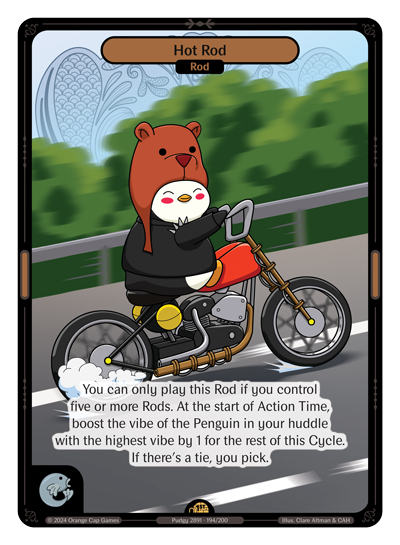 Hot Rod
Rod
You can only play this Rod if you control
five or more Rods. At the start of Action Time,
boost the vibe of the Penguin in your huddle
with the highest vibe by 1 for the rest of this Cycle.
If there's a tie, you pick.
© 2024 Orange Cap Games
Pudgy 2891 · 194/200
Illus. Clare Attman & CAH